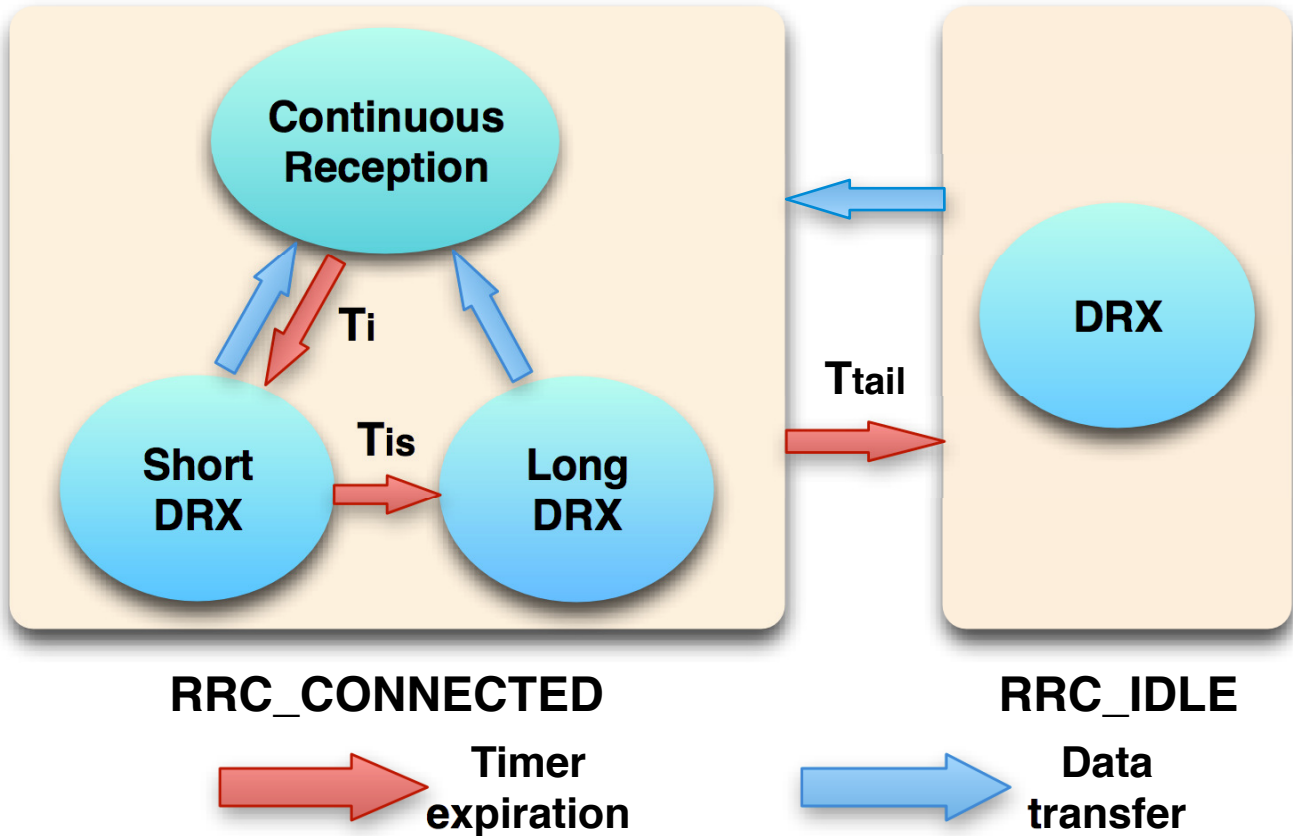 Continuous
Reception
Ti
DRX
Ttail
Tis
Short
DRX
Long
DRX
RRC_CONNECTED
RRC_IDLE
Timer
expiration
Data
transfer